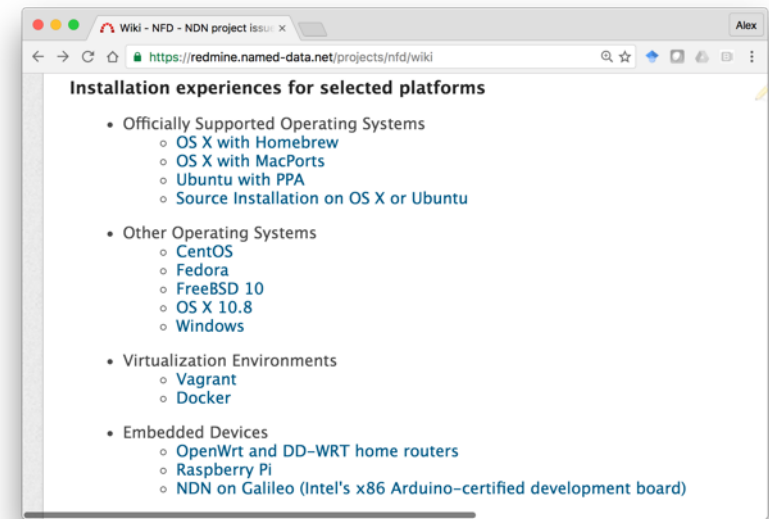 Wiki - NFD - NDN project issu
Alex
https://redmine.named-data.net/projects/nfd/wiki
Installation experiences for selected platforms
• Officially Supported Operating Systems
◦ OS X with Homebrew
◦ OS X with MacPorts
◦ Ubuntu with PPA
◦ Source Installation on OS X or Ubuntu
• Other Operating Systems
◦ CentOS
◦ Fedora
◦ FreeBSD 10
◦ OS X 10.8
◦ Windows
• Virtualization Environments
◦ Vagrant
◦ Docker
• Embedded Devices
◦ OpenWrt and DD-WRT home routers
◦ Raspberry Pi
◦ NDN on Galileo (Intel's x86 Arduino-certified development board)